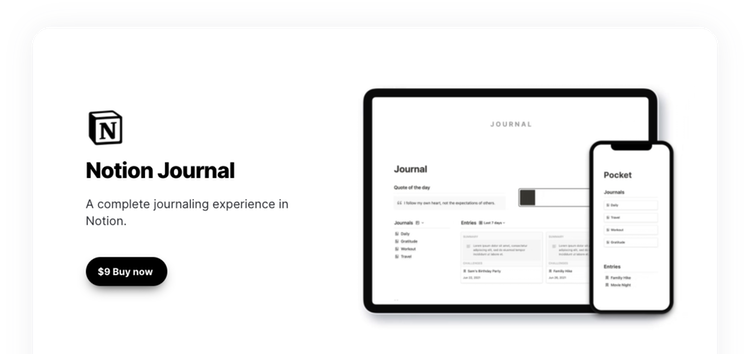 N
Notion Journal
A complete journaling experience in
Notion.
$9 Buy now
JOURNAL
Journal
Quote of the day
I follow my own heart, not the expectations of others.
Journals
Daily
Gratitude
Workout
Travel
Entries Last 7 days
Sam's Birthday Party
Family Hike
Pocket
Journals
Daily
Travel
Workout
Gratitude
Entries
Family Hike
Movie Night